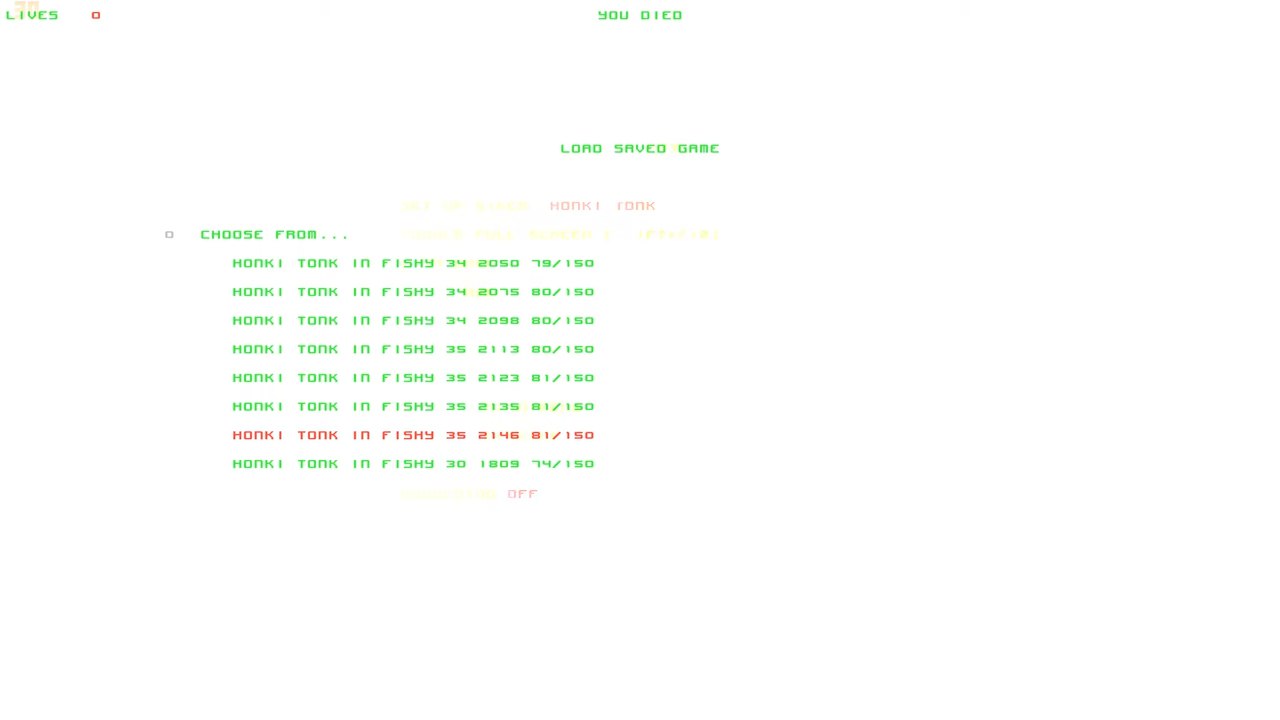 LIVES 0 YOU DIED
LOAD SAVED GAME
HONKI TONK
CHOOSE FROM...
HONKI TONK IN FISHY 34 2050 79/150
HONKI TONK IN FISHY 34 2075 80/150
HONKI TONK IN FISHY 34 2098 80/150
HONKI TONK IN FISHY 35 2113 80/150
HONKI TONK IN FISHY 35 2123 81/150
HONKI TONK IN FISHY 35 2135 81/150
HONKI TONK IN FISHY 35 2146 81/150
HONKI TONK IN FISHY 30 1809 74/150
OFF